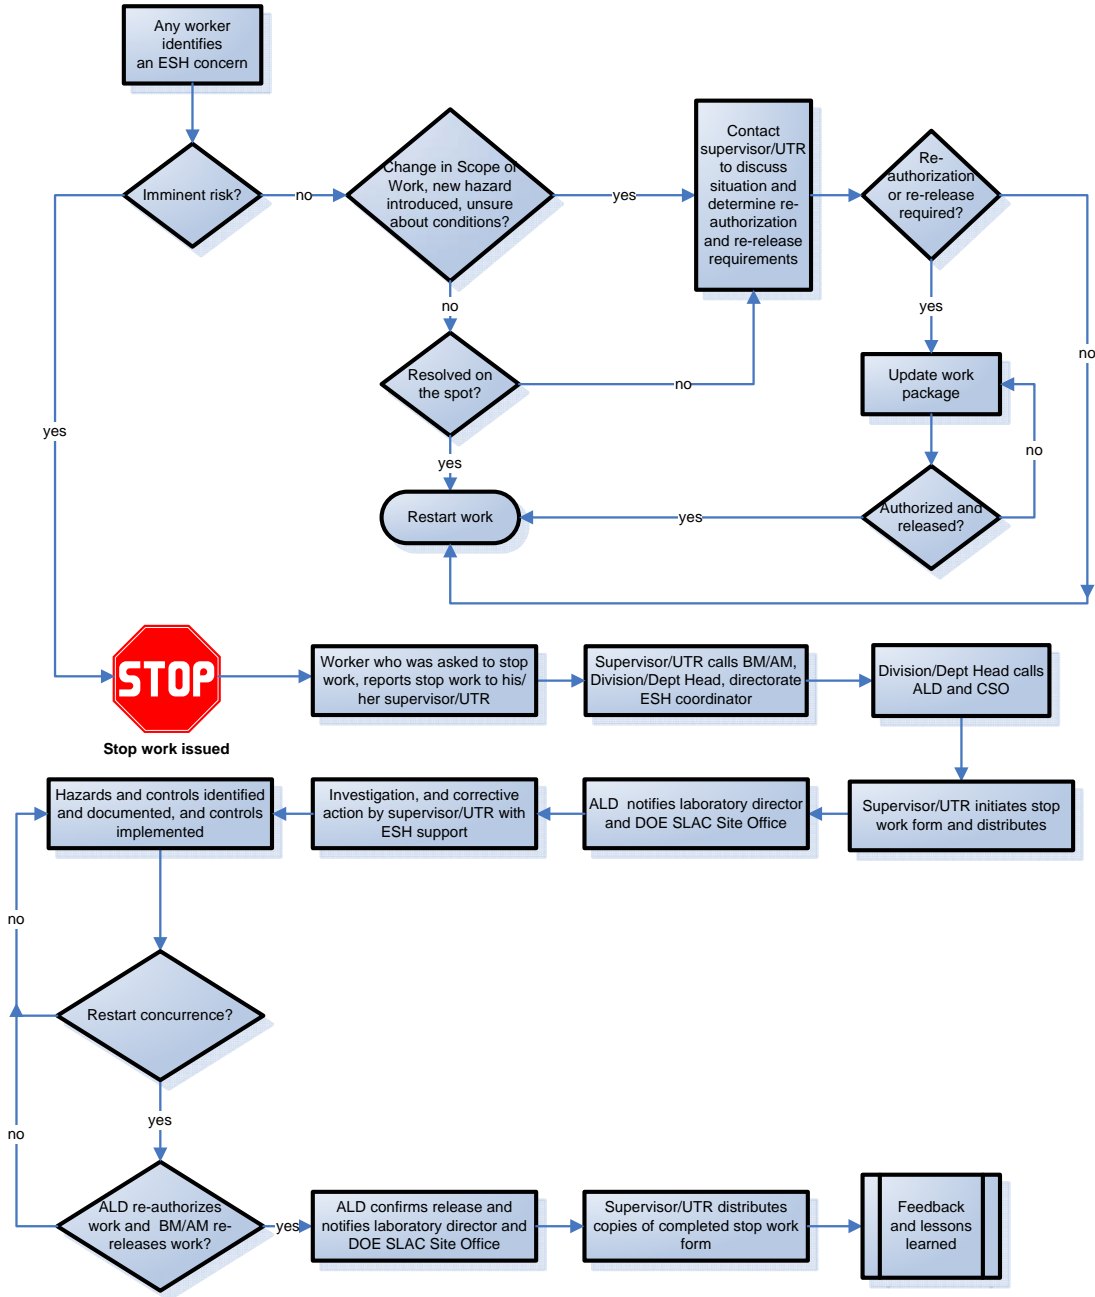 Any worker
identifies
an ESH concern
Imminent risk?
no
Change in Scope of
Work, new hazard
introduced, unsure
about conditions?
yes
Contact
supervisor/UTR
to discuss
situation and
determine re-
authorization
and re-release
requirements
Re-
authorization
or re-release
required?
no
yes
no
Resolved on
the spot?
no
yes
Update work
package
no
yes
Restart work
yes
Authorized and
released?
yes
STOP
Stop work issued
Worker who was asked to stop
work, reports stop work to his/
her supervisor/UTR
Supervisor/UTR calls BM/AM,
Division/Dept Head, directorate
ESH coordinator
Division/Dept Head calls
ALD and CSO
Hazards and controls identified
and documented, and controls
implemented
Investigation, and corrective
action by supervisor/UTR with
ESH support
ALD notifies laboratory director
and DOE SLAC Site Office
Supervisor/UTR initiates stop
work form and distributes
no
Restart concurrence?
yes
no
ALD re-authorizes
work and BM/AM re-
releases work?
yes
ALD confirms release and
notifies laboratory director and
DOE SLAC Site Office
Supervisor/UTR distributes
copies of completed stop work
form
Feedback
and lessons
learned